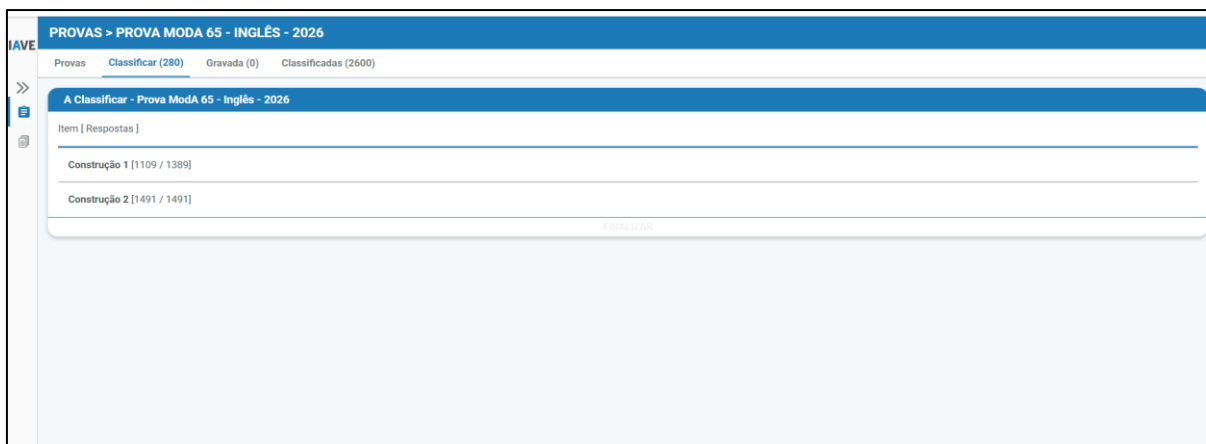 IAVE
PROVAS > PROVA MODA 65 - INGLÊS - 2026
Provas Classificar (280) Gravada (0) Classificadas (2600)
A Classificar - Prova ModA 65 - Inglês - 2026
Item [ Respostas ]
Construção 1 [1109 / 1389]
Construção 2 [1491 / 1491]
FINALIZAR